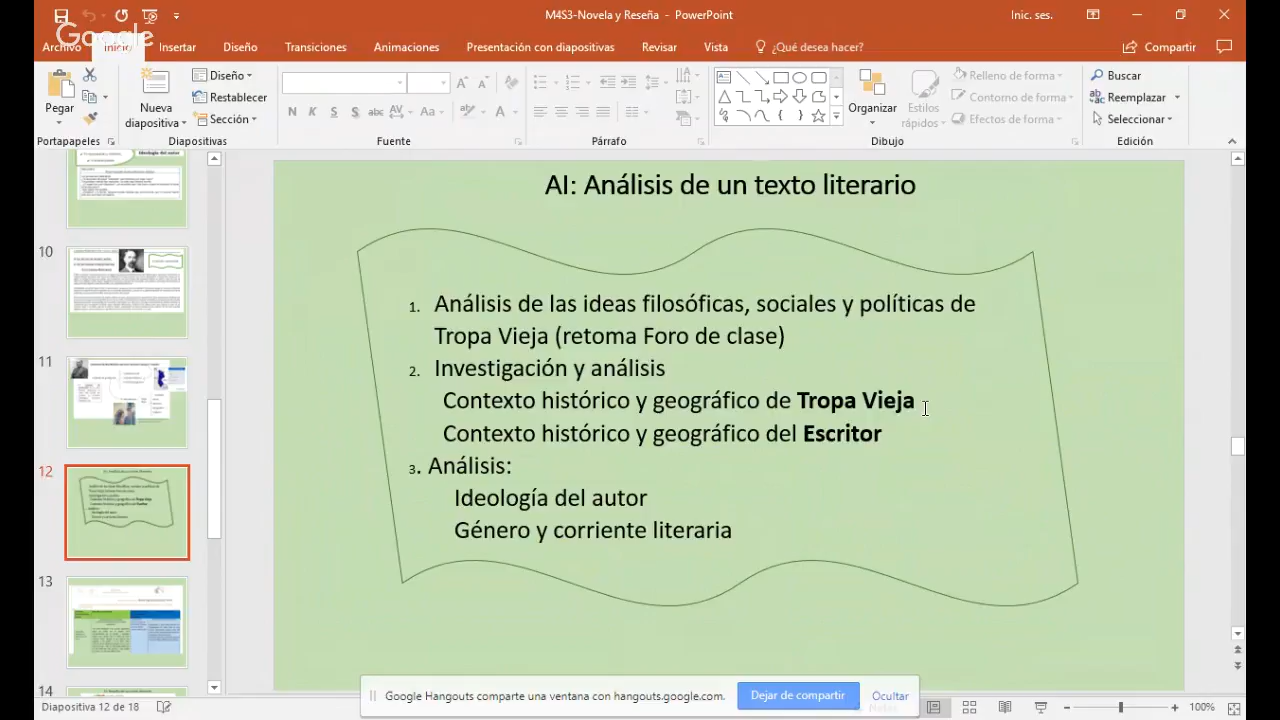 M4S3-Novela y Reseña - PowerPoint
Inic. ses.
Google
Archivo Inicio Insertar Diseño Transiciones Animaciones Presentación con diapositivas Revisar Vista ¿Qué desea hacer? Compartir
Pegar
Nueva diapositiva
Diseño
Restablecer
Sección
N K S S abc AV Aa A
Organizar
Estilos rápidos
Relleno de forma
Contorno de forma
Efectos de forma
Buscar
Reemplazar
Seleccionar
Portapapeles Diapositivas Fuente Párrafo Dibujo Edición
10
11
12
13
14
AI: Análisis de un texto literario
1. Análisis de las ideas filosóficas, sociales y políticas de
Tropa Vieja (retoma Foro de clase)
2. Investigación y análisis
Contexto histórico y geográfico de Tropa Vieja
Contexto histórico y geográfico del Escritor
3. Análisis:
Ideología del autor
Género y corriente literaria
Google Hangouts comparte una ventana con hangouts.google.com.
Dejar de compartir
Ocultar
Diapositiva 12 de 18
100%